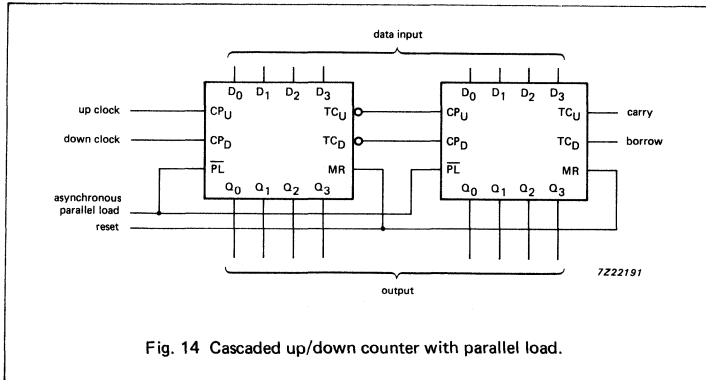 data input
D0 D1 D2 D3
D0 D1 D2 D3
up clock CPU TCU CPU TCU carry
down clock CPD TCD CPD TCD borrow
PL MR PL MR
Q0 Q1 Q2 Q3
Q0 Q1 Q2 Q3
asynchronous
parallel load
reset
7Z22191
output
Fig. 14 Cascaded up/down counter with parallel load.